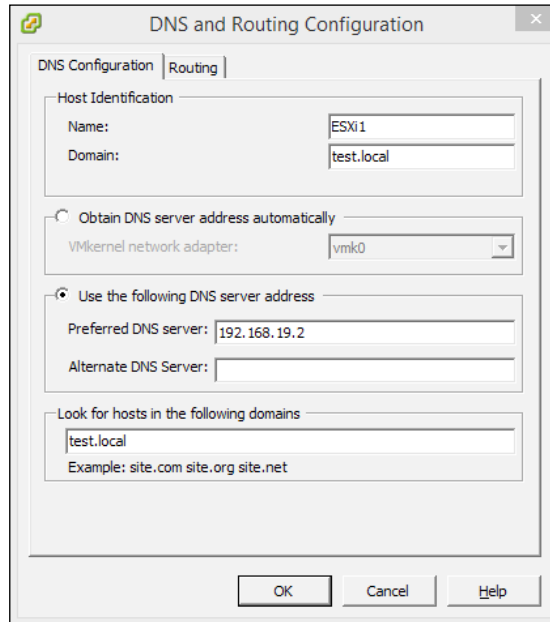 DNS and Routing Configuration
DNS Configuration
Routing
Host Identification
Name:
ESXi1
Domain:
test.local
Obtain DNS server address automatically
VMkernel network adapter:
vmk0
Use the following DNS server address
Preferred DNS server:
192.168.19.2
Alternate DNS Server:
Look for hosts in the following domains
test.local
Example: site.com site.org site.net
OK
Cancel
Help